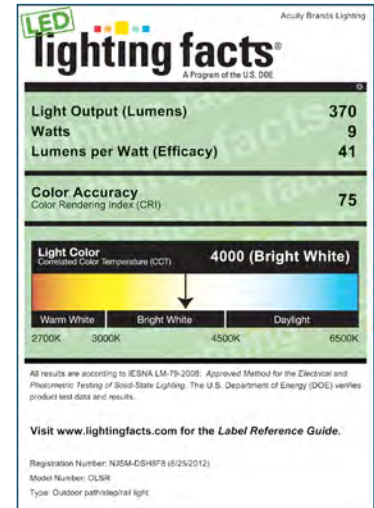 LED
Acuity Brands Lighting
lighting facts®
A Program of the U.S. DOE
Light Output (Lumens) 370
Watts 9
Lumens per Watt (Efficacy) 41
Color Accuracy 75
Color Rendering Index (CRI)
Light Color 4000 (Bright White)
Correlated Color Temperature (CCT)
Warm White Bright White Daylight
2700K 3000K 4500K 6500K
All results are according to IESNA LM-79-2008: Approved Method for the Electrical and
Photometric Testing of Solid-State Lighting. The U.S. Department of Energy (DOE) verifies
product test data and results.
Visit www.lightingfacts.com for the Label Reference Guide.
Registration Number: NJSM-DSH8F8 (6/25/2012)
Model Number: OLSR
Type: Outdoor path/step/rail light